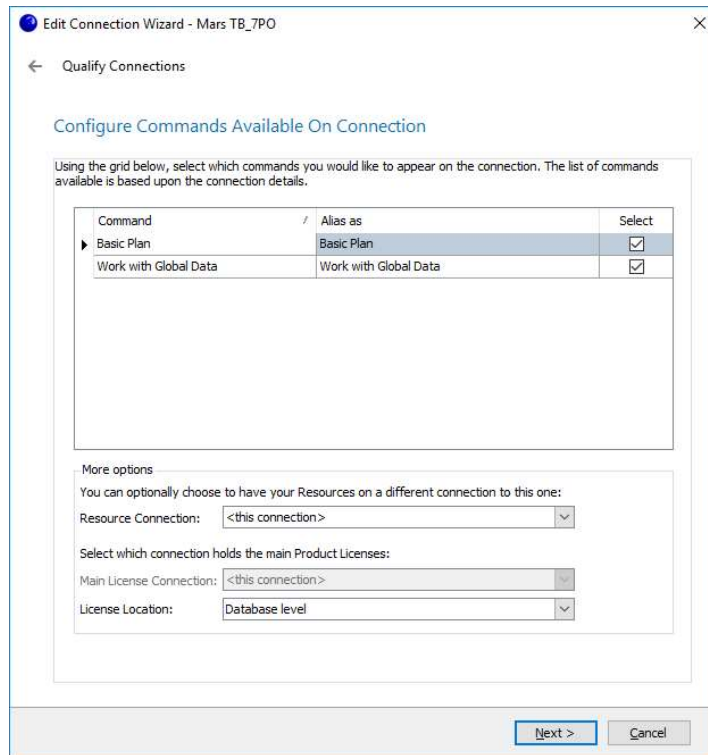 Edit Connection Wizard - Mars TB_7PO
Qualify Connections
Configure Commands Available On Connection
Using the grid below, select which commands you would like to appear on the connection. The list of commands
available is based upon the connection details.
Command / Alias as Select
Basic Plan Basic Plan
Work with Global Data Work with Global Data
More options
You can optionally choose to have your Resources on a different connection to this one:
Resource Connection: <this connection>
Select which connection holds the main Product Licenses:
Main License Connection: <this connection>
License Location: Database level
Next > Cancel